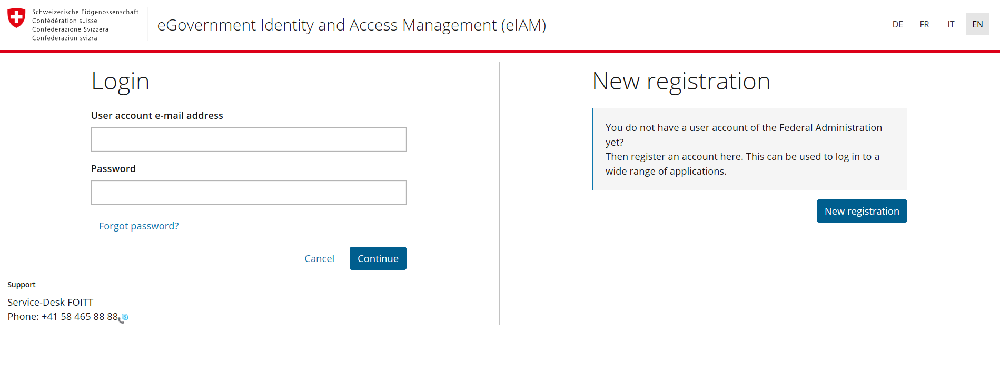 Schweizerische Eidgenossenschaft
Confédération suisse
Confederazione Svizzera
Confederaziun svizra
eGovernment Identity and Access Management (eIAM)
DE FR IT EN
Login
User account e-mail address
Password
Forgot password?
Cancel Continue
Support
Service-Desk FOITT
Phone: +41 58 465 88 88
New registration
You do not have a user account of the Federal Administration
yet?
Then register an account here. This can be used to log in to a
wide range of applications.
New registration